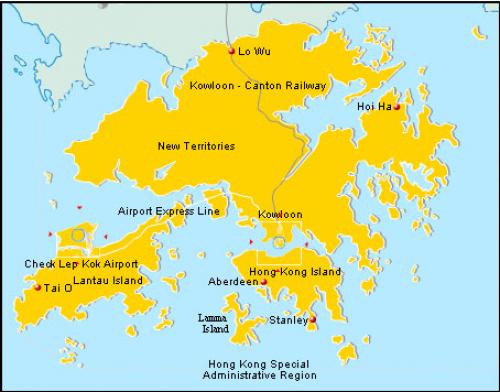 Lo Wu
Kowloon - Canton Railway
Hoi Ha
New Territories
Airport Express Line
Kowloon
Check Lep Kok Airport
Hong Kong Island
Lantau Island
Aberdeen
Tai O
Lamma
Island
Stanley
Hong Kong Special
Administrative Region